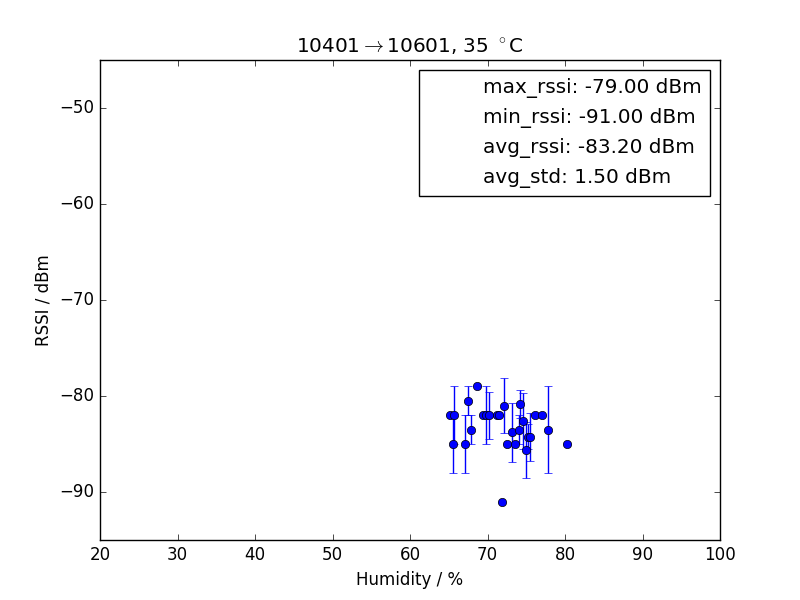 10401→10601, 35 °C
max_rssi: -79.00 dBm
min_rssi: -91.00 dBm
avg_rssi: -83.20 dBm
avg_std: 1.50 dBm
RSSI / dBm
−50
−60
−70
−80
−90
20 30 40 50 60 70 80 90 100
Humidity / %